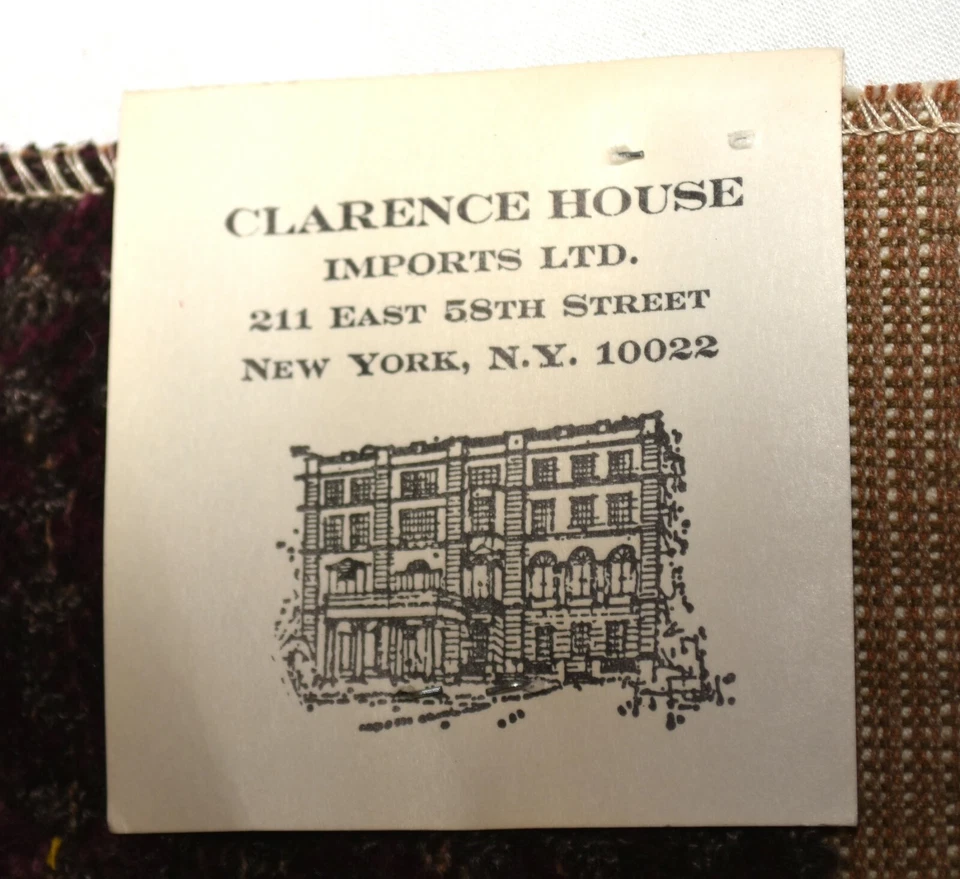 CLARENCE HOUSE
IMPORTS LTD.
211 EAST 58TH STREET
NEW YORK, N.Y. 10022